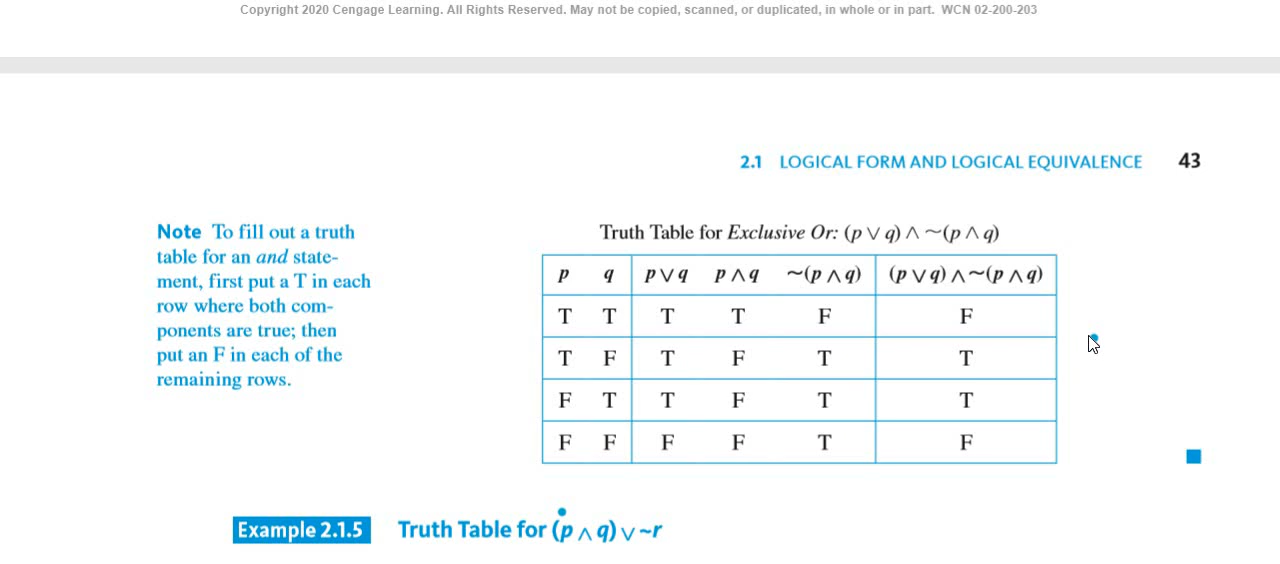 Copyright 2020 Cengage Learning. All Rights Reserved. May not be copied, scanned, or duplicated, in whole or in part. WCN 02-200-203
2.1 LOGICAL FORM AND LOGICAL EQUIVALENCE 43
Note To fill out a truth
table for an and state-
ment, first put a T in each
row where both com-
ponents are true; then
put an F in each of the
remaining rows.
Truth Table for Exclusive Or: (p ∨ q) ∧ ~(p ∧ q)
p q p ∨ q p ∧ q ~(p ∧ q) (p ∨ q) ∧ ~(p ∧ q)
T T T T F F
T F T F T T
F T T F T T
F F F F T F
Example 2.1.5 Truth Table for (p ∧ q) ∨ ~r